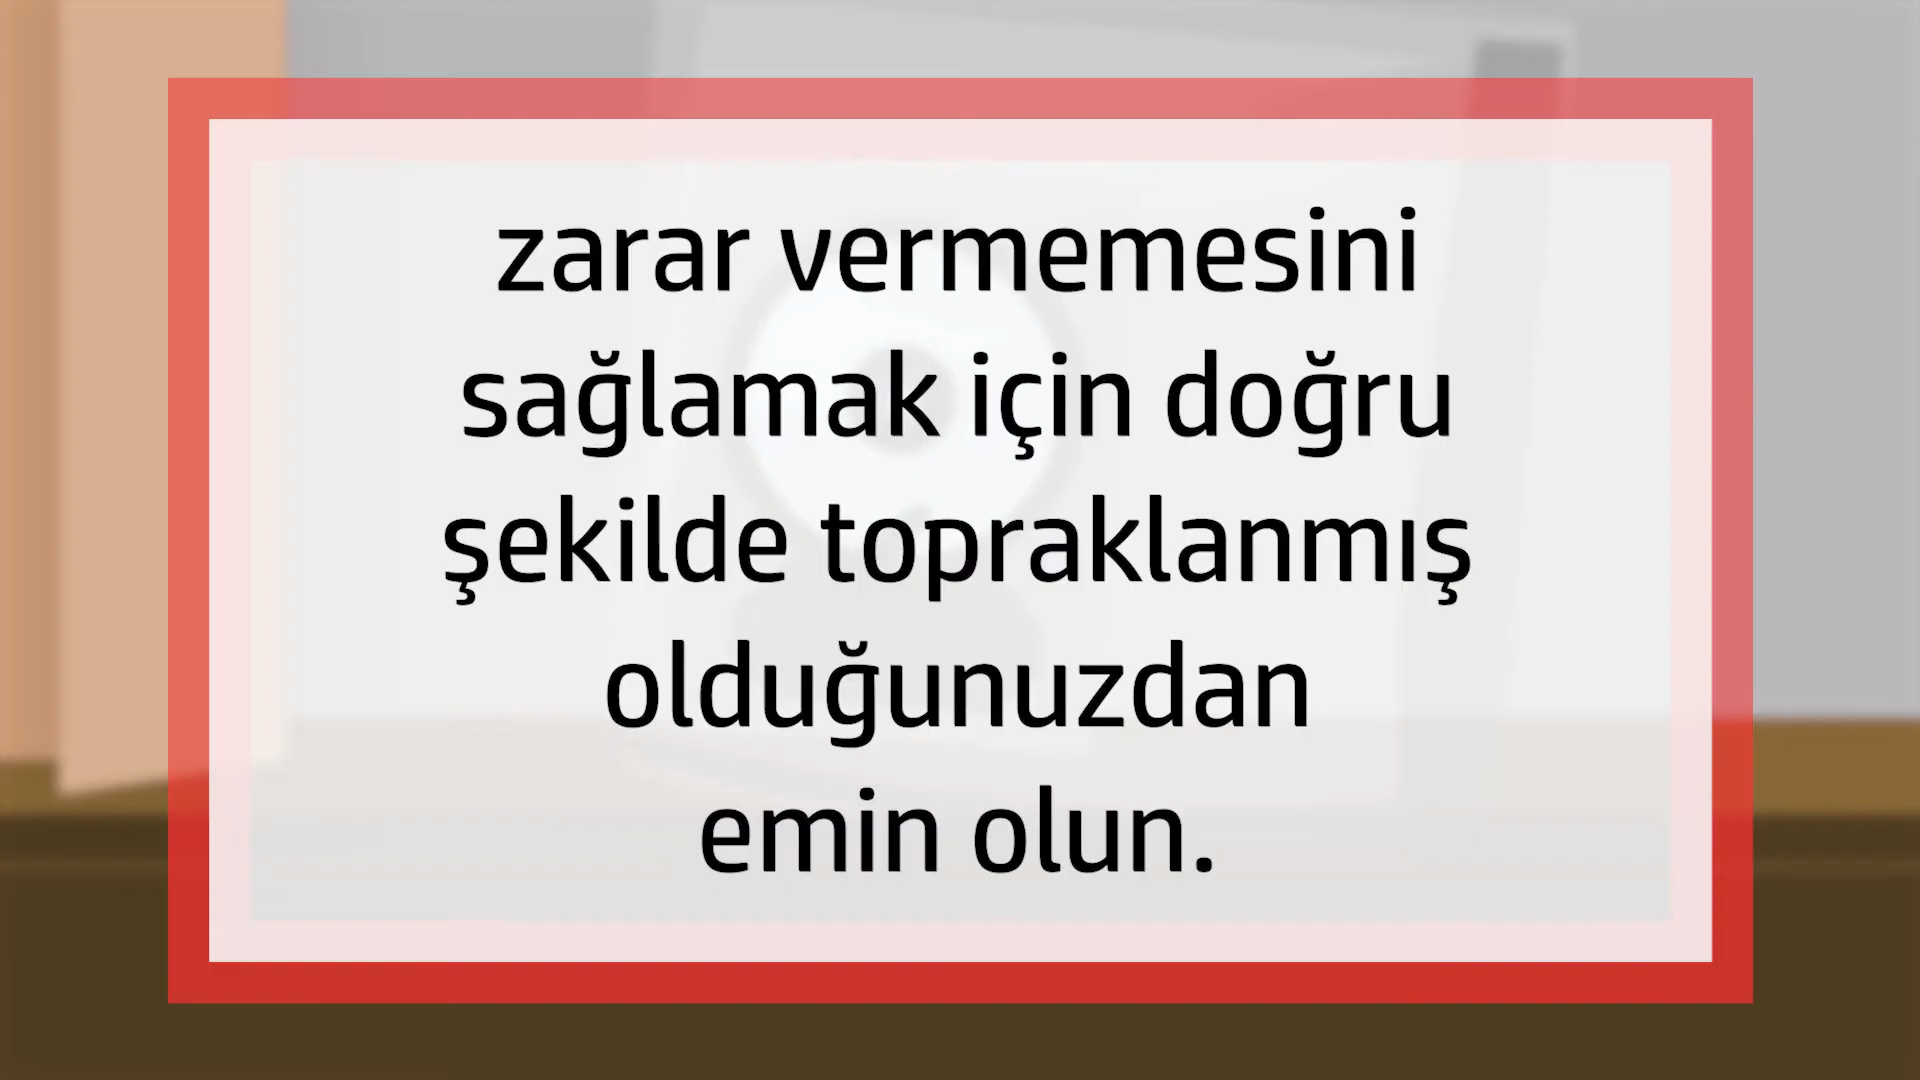 zarar vermemesini
sağlamak için doğru
şekilde topraklanmış
olduğunuzdan
emin olun.